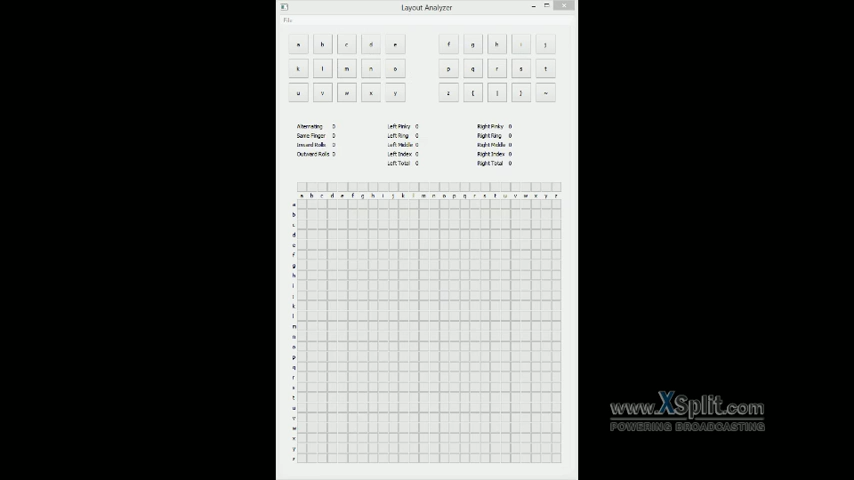 Layout Analyzer
File
a b c d e f g h i j
k l m n o p q r s t
u v w x y z [ ] ~
Alternating 0 Left Pinky 0 Right Pinky 0
Same Finger 0 Left Ring 0 Right Ring 0
Inward Rolls 0 Left Middle 0 Right Middle 0
Outward Rolls 0 Left Index 0 Right Index 0
Left Total 0 Right Total 0
a b c d e f g h i j k l m n o p q r s t u v w x y z
a
b
c
d
e
f
g
h
i
j
k
l
m
n
o
p
q
r
s
t
u
v
w
x
y
z
www.XSplit.com
POWERING BROADCASTING